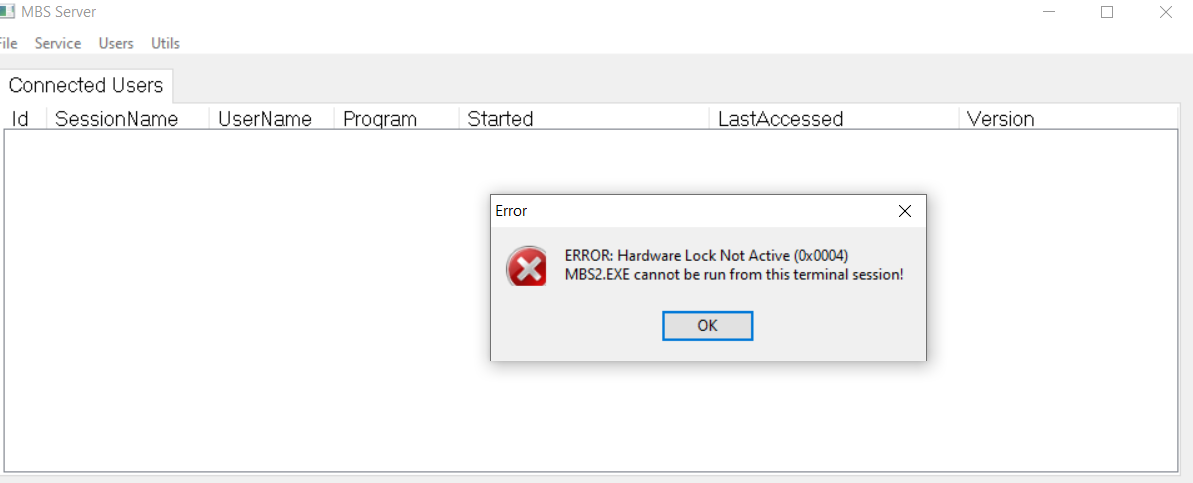 MBS Server
File Service Users Utils
Connected Users
Id SessionName UserName Program Started LastAccessed Version
Error
ERROR: Hardware Lock Not Active (0x0004)
MBS2.EXE cannot be run from this terminal session!
OK